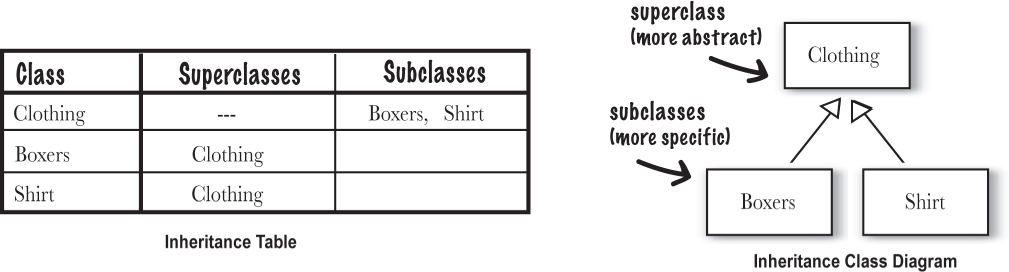 Class Superclasses Subclasses
Clothing --- Boxers, Shirt
Boxers Clothing
Shirt Clothing
Inheritance Table
superclass
(more abstract)
Clothing
subclasses
(more specific)
Boxers Shirt
Inheritance Class Diagram